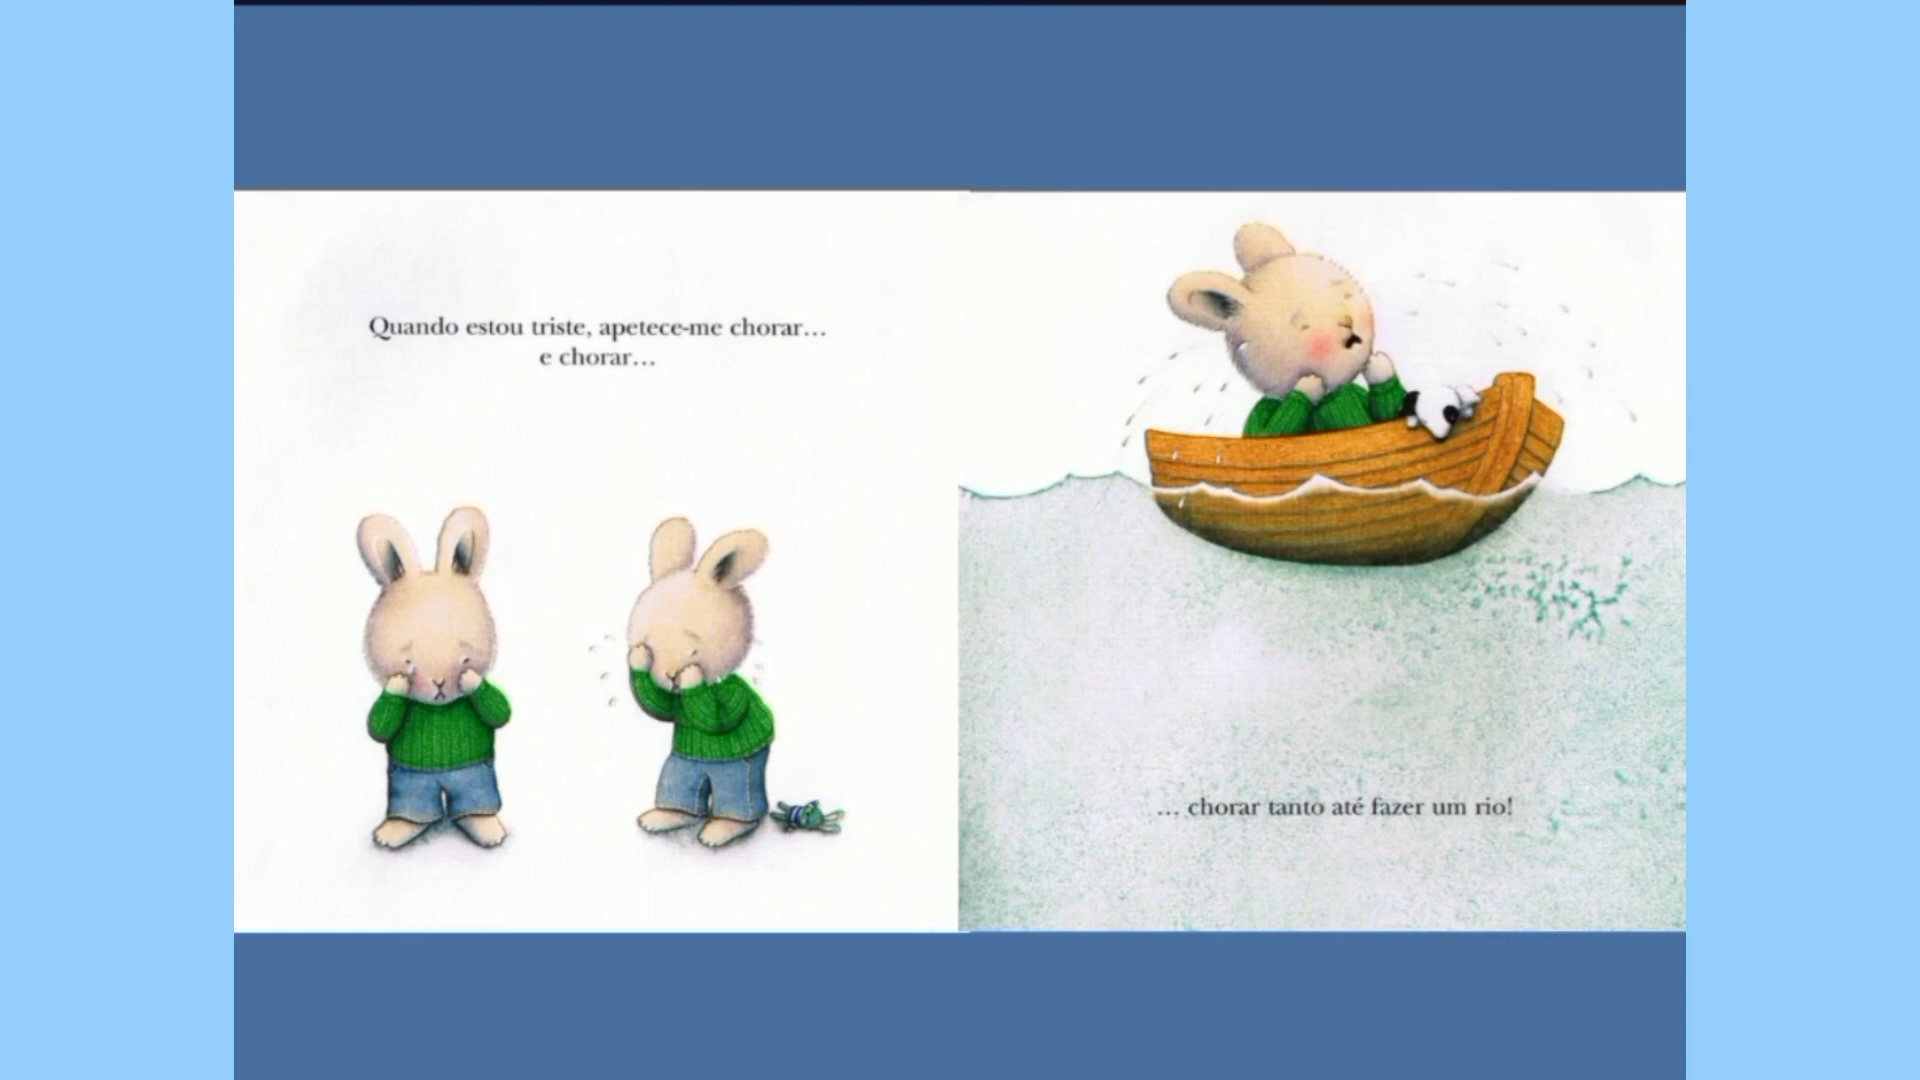 Quando estou triste, apetece-me chorar…
e chorar…
… chorar tanto até fazer um rio!